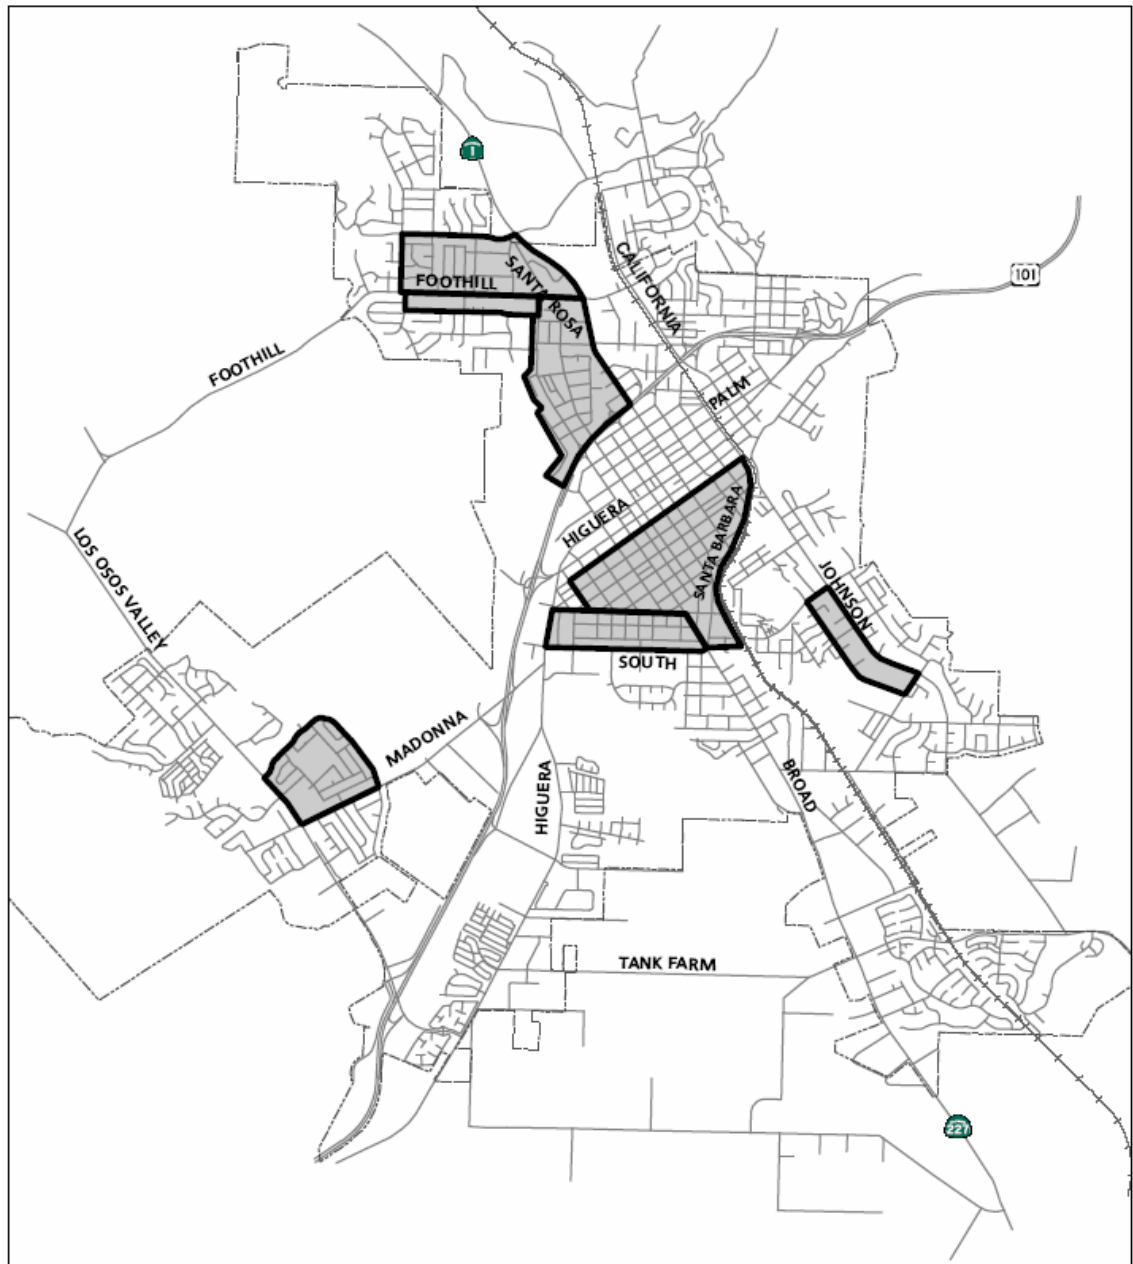 1
CALIFORNIA
SANTA ROSA
101
FOOTHILL
FOOTHILL
PALM
HIGUERA
SANTA BARBARA
LOS OSOS VALLEY
JOHNSON
SOUTH
MADONNA
BROAD
HIGUERA
TANK FARM
227